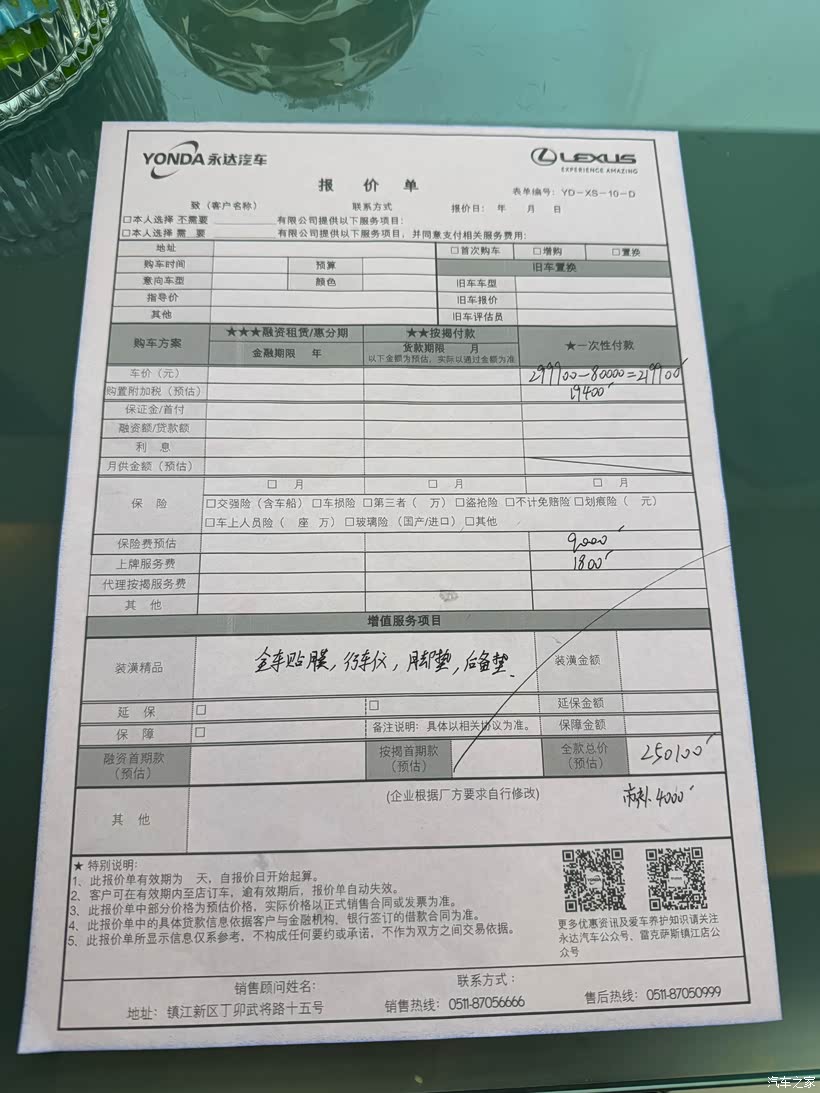 YONDA 永达汽车
LEXUS
EXPERIENCE AMAZING
报 价 单
表单编号：YD-XS-10-D
致（客户名称） 联系方式 报价日： 年 月 日
□本人选择 不需要 有限公司提供以下服务项目：
□本人选择 需 要 有限公司提供以下服务项目，并同意支付相关服务费用：
地址 □首次购车 □增购 □置换
购车时间 预算 旧车置换
意向车型 颜色 旧车车型
指导价 旧车报价
其他 旧车评估员
购车方案 ★★★融资租赁/惠分期 ★★按揭付款 ★一次性付款
金融期限 年 货款期限 月
以下金额为预估，实际以通过金额为准
车价（元） 299900-80000=219900
购置附加税（预估） 19400
保证金/首付
融资额/贷款额
利 息
月供金额（预估）
保 险 □ 月 □ 月 □ 月
□交强险（含车船）□车损险 □第三者（ 万）□盗抢险 □不计免赔险 □划痕险（ 元）
□车上人员险（ 座 万）□玻璃险 （国产/进口）□其他
保险费预估 9000
上牌服务费 1800
代理按揭服务费
其 他
增值服务项目
装潢精品 全车贴膜，行车仪，脚垫，后备垫. 装潢金额
延 保 □ □ 延保金额
保 障 □ 备注说明：具体以相关协议为准。 保障金额
融资首期款（预估） 按揭首期款（预估） 全款总价（预估） 250100
其 他 (企业根据厂方要求自行修改) 4000
★ 特别说明：
1、此报价单有效期为 天，自报价日开始起算。
2、客户可在有效期内至店订车，逾有效期后，报价单自动失效。
3、此报价单中部分价格为预估价格，实际价格以正式销售合同或发票为准。
4、此报价单中的具体贷款信息依据客户与金融机构、银行签订的借款合同为准。
5、此报价单所显示信息仅系参考，不构成任何要约或承诺，不作为双方之间交易依据。
YONDA
更多优惠资讯及爱车养护知识请关注
永达汽车公众号、雷克萨斯镇江店公
众号
销售顾问姓名： 联系方式：
地址：镇江新区丁卯武将路十五号 销售热线：0511-87056666 售后热线：0511-87050999
汽车之家